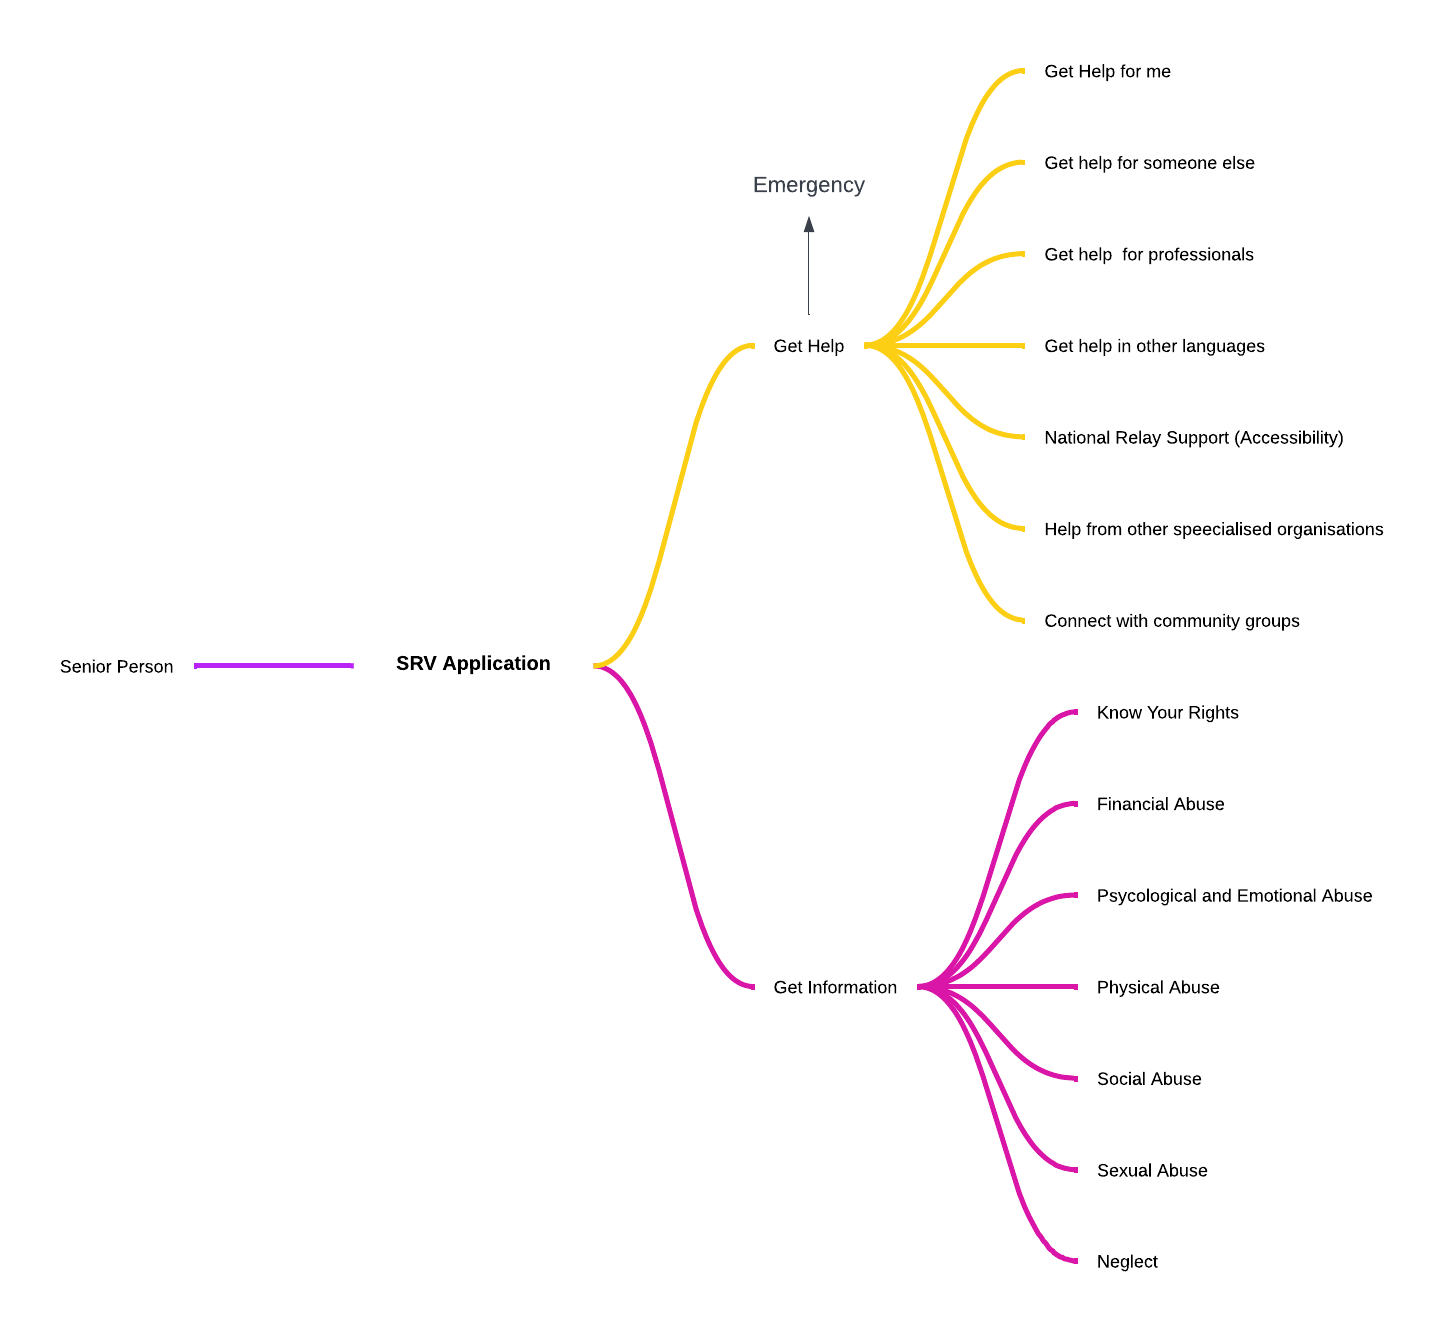 Get Help for me
Get help for someone else
Emergency
Get help  for professionals
Get Help
Get help in other languages
National Relay Support (Accessibility)
Help from other speecialised organisations
Connect with community groups
Senior Person
SRV Application
Know Your Rights
Financial Abuse
Psycological and Emotional Abuse
Get Information
Physical Abuse
Social Abuse
Sexual Abuse
Neglect